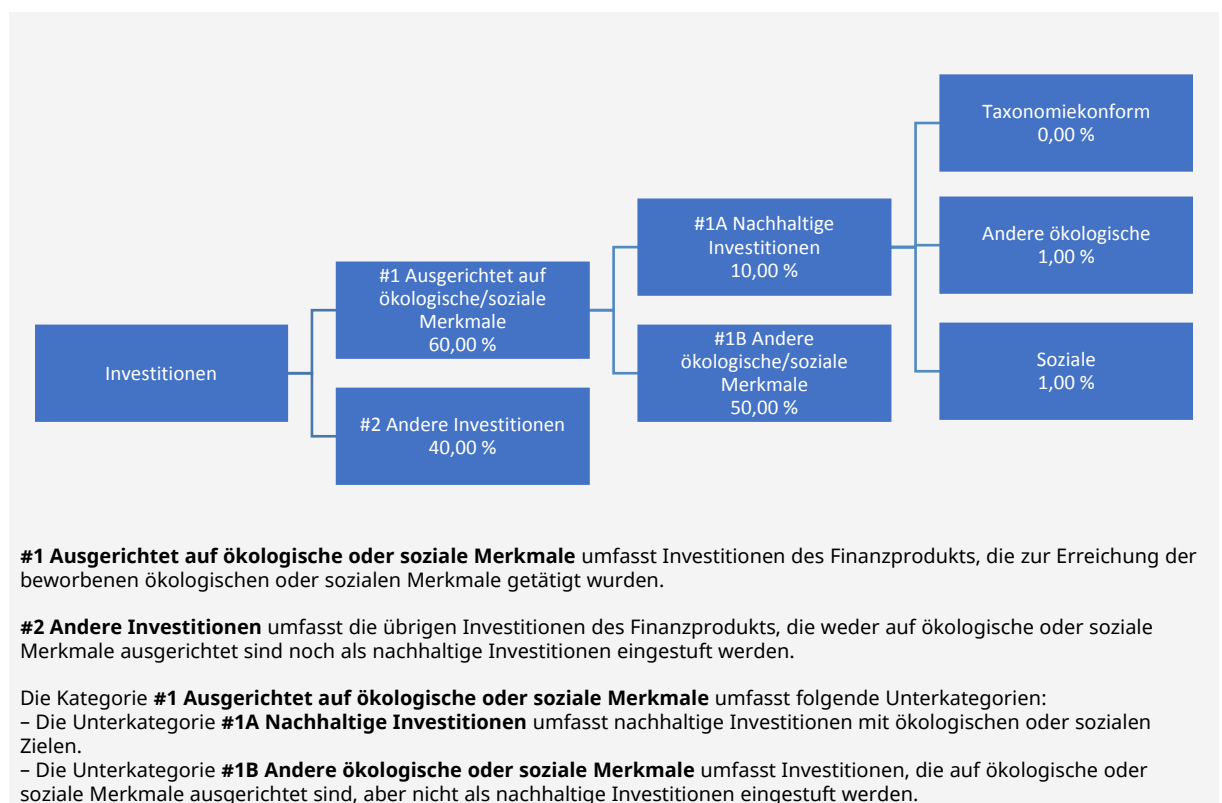 Investitionen
#1 Ausgerichtet auf
ökologische/soziale
Merkmale
60,00 %
#2 Andere Investitionen
40,00 %
#1A Nachhaltige
Investitionen
10,00 %
#1B Andere
ökologische/soziale
Merkmale
50,00 %
Taxonomiekonform
0,00 %
Andere ökologische
1,00 %
Soziale
1,00 %
#1 Ausgerichtet auf ökologische oder soziale Merkmale umfasst Investitionen des Finanzprodukts, die zur Erreichung der
beworbenen ökologischen oder sozialen Merkmale getätigt wurden.
#2 Andere Investitionen umfasst die übrigen Investitionen des Finanzprodukts, die weder auf ökologische oder soziale
Merkmale ausgerichtet sind noch als nachhaltige Investitionen eingestuft werden.
Die Kategorie #1 Ausgerichtet auf ökologische oder soziale Merkmale umfasst folgende Unterkategorien:
– Die Unterkategorie #1A Nachhaltige Investitionen umfasst nachhaltige Investitionen mit ökologischen oder sozialen
Zielen.
– Die Unterkategorie #1B Andere ökologische oder soziale Merkmale umfasst Investitionen, die auf ökologische oder
soziale Merkmale ausgerichtet sind, aber nicht als nachhaltige Investitionen eingestuft werden.